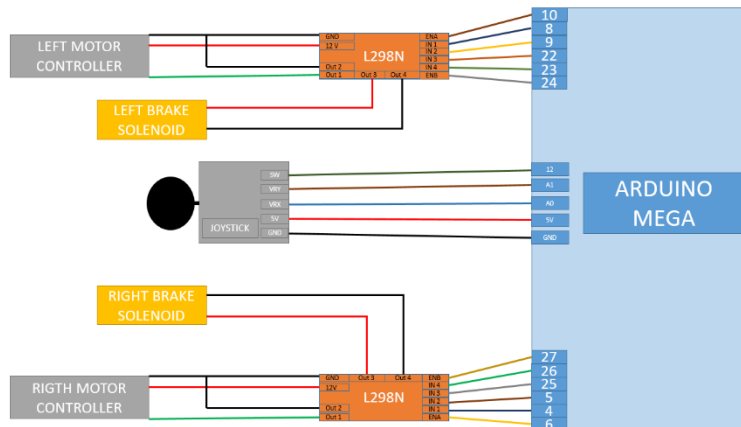 LEFT MOTOR
CONTROLLER
GND
12 V
Out 2
Out 1
L298N
Out 3
Out 4
ENA
IN 1
IN 2
IN 3
IN 4
ENB
10
8
9
22
23
24
LEFT BRAKE
SOLENOID
JOYSTICK
SW
VRY
VRX
5V
GND
12
A1
A0
5V
GND
ARDUINO
MEGA
RIGHT BRAKE
SOLENOID
RIGTH MOTOR
CONTROLLER
GND
12V
Out 2
Out 1
Out 3
Out 4
L298N
ENB
IN 4
IN 3
IN 2
IN 1
ENA
27
26
25
5
4
6